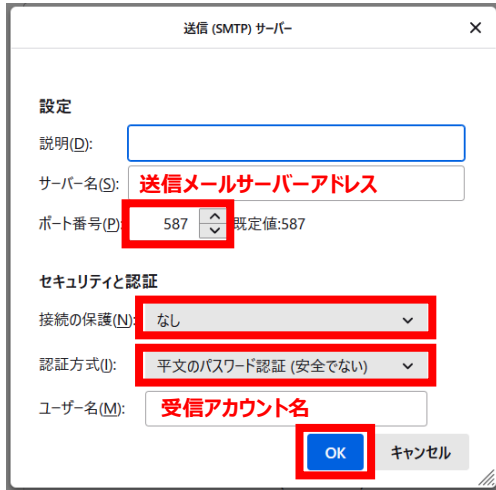 送信 (SMTP) サーバー
設定
説明(D):
サーバー名(S): 送信メールサーバーアドレス
ポート番号(P): 587 既定値:587
セキュリティと認証
接続の保護(N): なし
認証方式(I): 平文のパスワード認証 (安全でない)
ユーザー名(M): 受信アカウント名
OK キャンセル